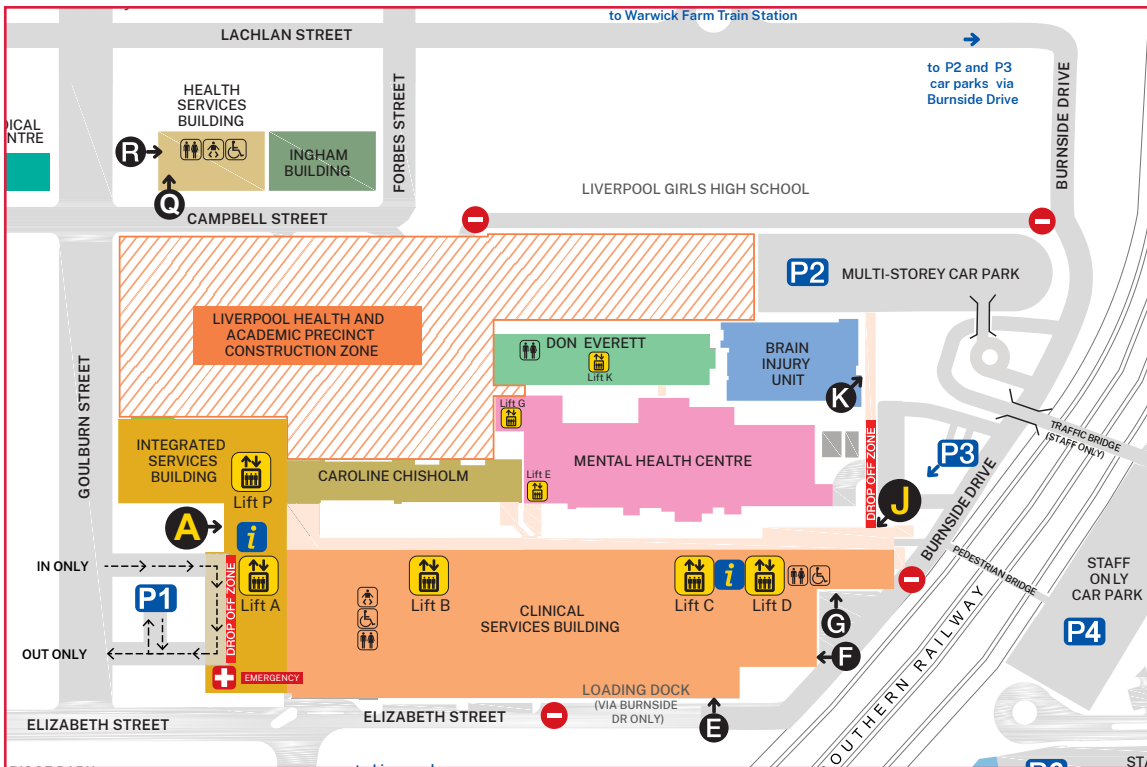 to Warwick Farm Train Station
LACHLAN STREET
to P2 and P3
car parks via
Burnside Drive
HEALTH
SERVICES
BUILDING
FORBES STREET
BURNSIDE DRIVE
DICAL
NTRE
R
INGHAM
BUILDING
LIVERPOOL GIRLS HIGH SCHOOL
Q
CAMPBELL STREET
P2
MULTI-STOREY CAR PARK
LIVERPOOL HEALTH AND
ACADEMIC PRECINCT
CONSTRUCTION ZONE
DON EVERETT
Lift K
BRAIN
INJURY
UNIT
K
GOULBURN STREET
Lift G
TRAFFIC BRIDGE
(STAFF ONLY)
INTEGRATED
SERVICES
BUILDING
Lift P
CAROLINE CHISHOLM
Lift E
MENTAL HEALTH CENTRE
DROP OFF ZONE
P3
J
BURNSIDE DRIVE
A
i
PEDESTRIAN BRIDGE
IN ONLY
P1
DROP OFF ZONE
Lift A
Lift B
Lift C
i
Lift D
CLINICAL
SERVICES BUILDING
G
STAFF
ONLY
CAR PARK
P4
OUT ONLY
F
EMERGENCY
LOADING DOCK
(VIA BURNSIDE
DR ONLY)
E
ELIZABETH STREET
ELIZABETH STREET
OUTHERN RAILWAY
ST